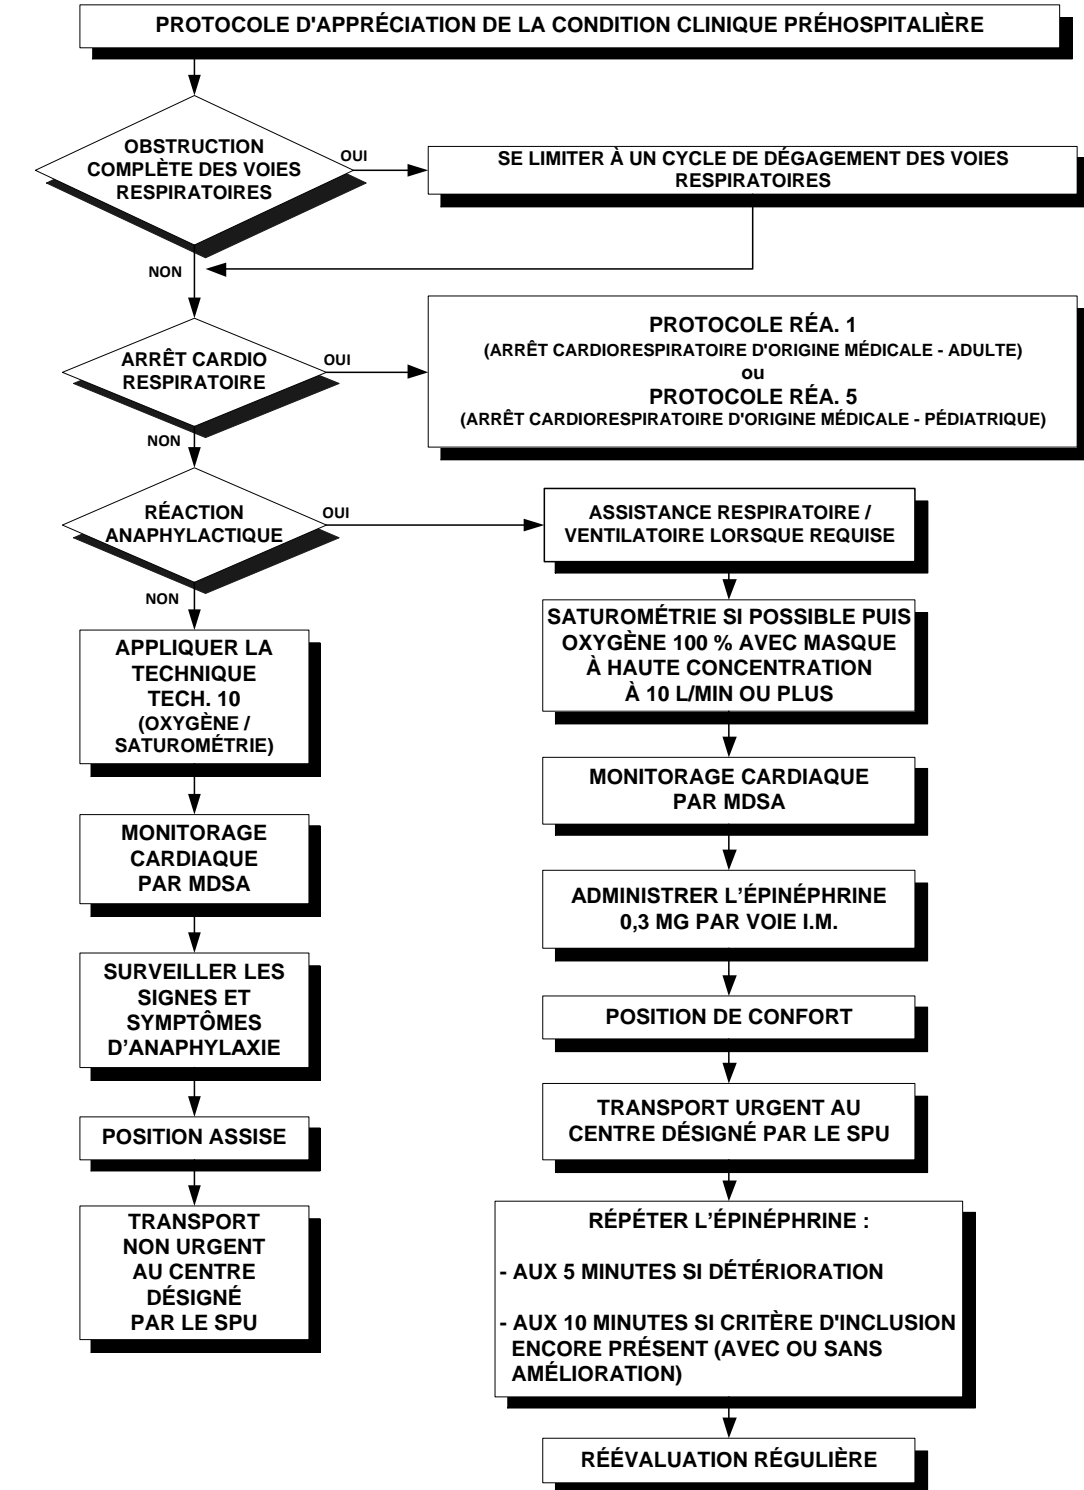 PROTOCOLE D'APPRÉCIATION DE LA CONDITION CLINIQUE PRÉHOSPITALIÈRE
OBSTRUCTION
COMPLÈTE DES VOIES
RESPIRATOIRES
OUI
SE LIMITER À UN CYCLE DE DÉGAGEMENT DES VOIES
RESPIRATOIRES
NON
ARRÊT CARDIO
RESPIRATOIRE
OUI
PROTOCOLE RÉA. 1
(ARRÊT CARDIORESPIRATOIRE D'ORIGINE MÉDICALE - ADULTE)
ou
PROTOCOLE RÉA. 5
(ARRÊT CARDIORESPIRATOIRE D'ORIGINE MÉDICALE - PÉDIATRIQUE)
NON
RÉACTION
ANAPHYLACTIQUE
OUI
ASSISTANCE RESPIRATOIRE /
VENTILATOIRE LORSQUE REQUISE
NON
APPLIQUER LA
TECHNIQUE
TECH. 10
(OXYGÈNE /
SATUROMÉTRIE)
MONITORAGE
CARDIAQUE
PAR MDSA
SURVEILLER LES
SIGNES ET
SYMPTÔMES
D’ANAPHYLAXIE
POSITION ASSISE
TRANSPORT
NON URGENT
AU CENTRE
DÉSIGNÉ
PAR LE SPU
SATUROMÉTRIE SI POSSIBLE PUIS
OXYGÈNE 100 % AVEC MASQUE
À HAUTE CONCENTRATION
À 10 L/MIN OU PLUS
MONITORAGE CARDIAQUE
PAR MDSA
ADMINISTRER L’ÉPINÉPHRINE
0,3 MG PAR VOIE I.M.
POSITION DE CONFORT
TRANSPORT URGENT AU
CENTRE DÉSIGNÉ PAR LE SPU
RÉPÉTER L’ÉPINÉPHRINE :
- AUX 5 MINUTES SI DÉTÉRIORATION
- AUX 10 MINUTES SI CRITÈRE D'INCLUSION
ENCORE PRÉSENT (AVEC OU SANS
AMÉLIORATION)
RÉÉVALUATION RÉGULIÈRE